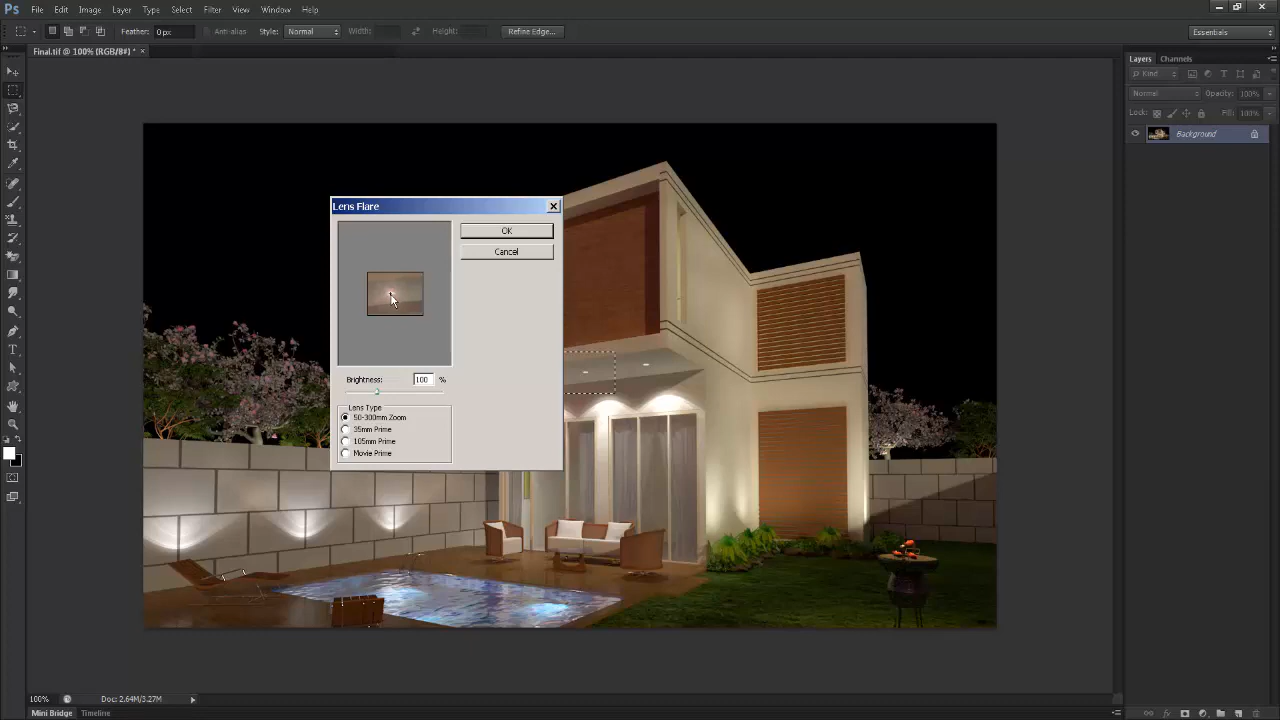 Ps File Edit Image Layer Type Select Filter View Window Help
Feather: 0 px Anti-alias Style: Normal Width: Height: Refine Edge... Essentials
Final.tif @ 100% (RGB/8#) * ×
Layers Channels
Kind
Normal Opacity: 100%
Lock: Fill: 100%
Background
Lens Flare
OK
Cancel
Brightness: 100 %
Lens Type
50-300mm Zoom
35mm Prime
105mm Prime
Movie Prime
100% Doc: 2.64M/3.27M
Mini Bridge Timeline